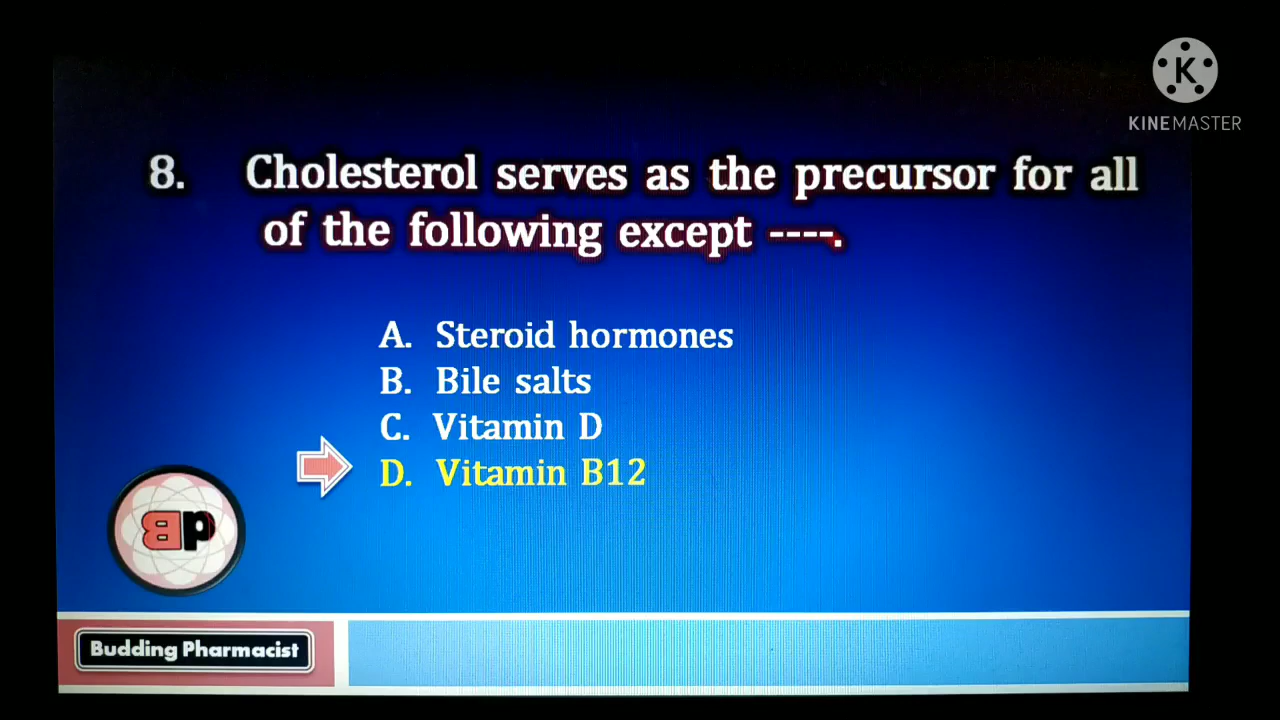 KINEMASTER
8. Cholesterol serves as the precursor for all
of the following except ----.
A. Steroid hormones
B. Bile salts
C. Vitamin D
D. Vitamin B12
BP
Budding Pharmacist